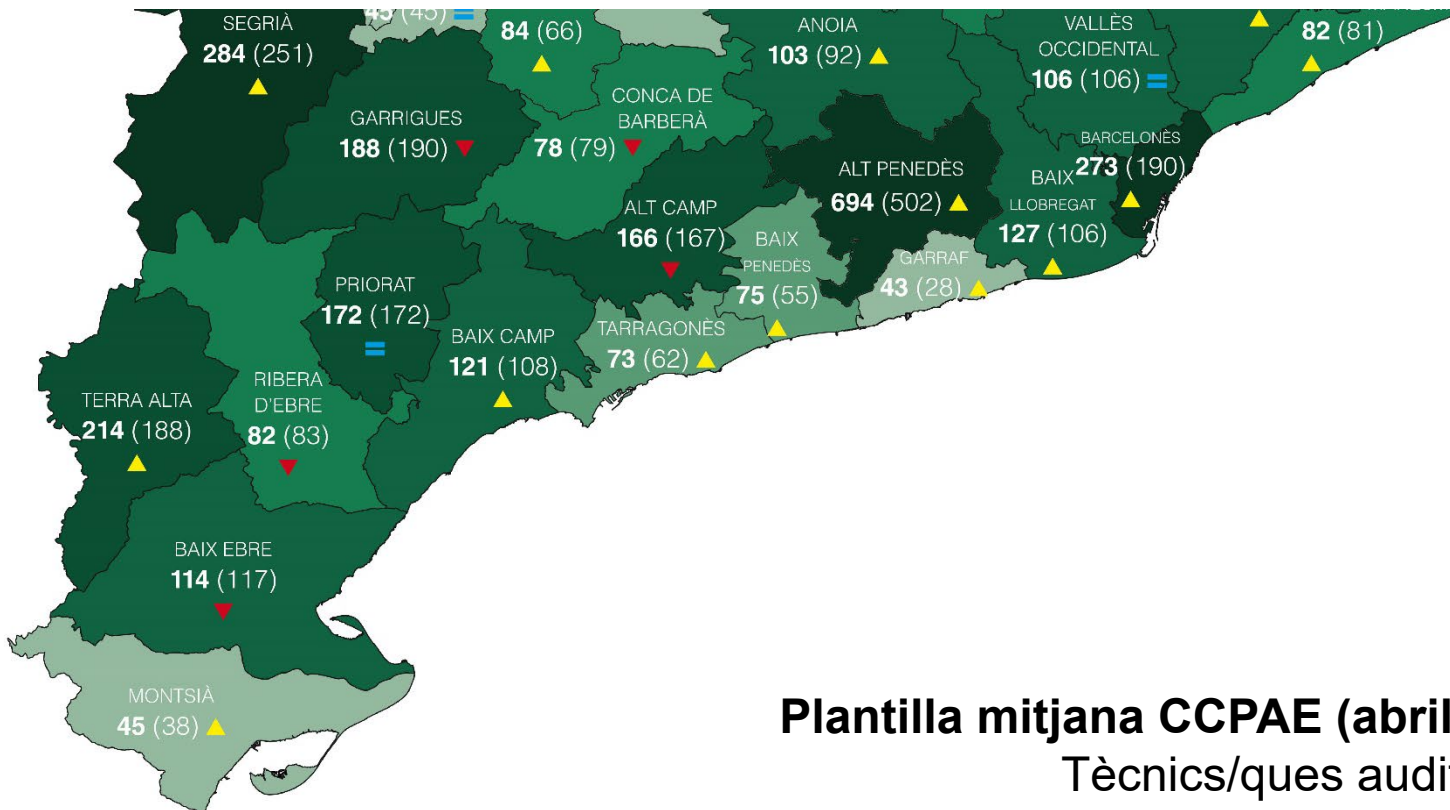 45 (45) =
SEGRIÀ
284 (251)
84 (66)
ANOIA
103 (92)
VALLÈS
OCCIDENTAL
106 (106) =
82 (81)
GARRIGUES
188 (190)
CONCA DE
BARBERÀ
78 (79)
ALT PENEDÈS
694 (502)
BARCELONÈS
273 (190)
BAIX
LLOBREGAT
127 (106)
ALT CAMP
166 (167)
BAIX
PENEDÈS
75 (55)
GARRAF
43 (28)
PRIORAT
172 (172)
=
BAIX CAMP
121 (108)
TARRAGONÈS
73 (62)
TERRA ALTA
214 (188)
RIBERA
D'EBRE
82 (83)
BAIX EBRE
114 (117)
MONTSIÀ
45 (38)
Plantilla mitjana CCPAE (abril
Tècnics/ques audit